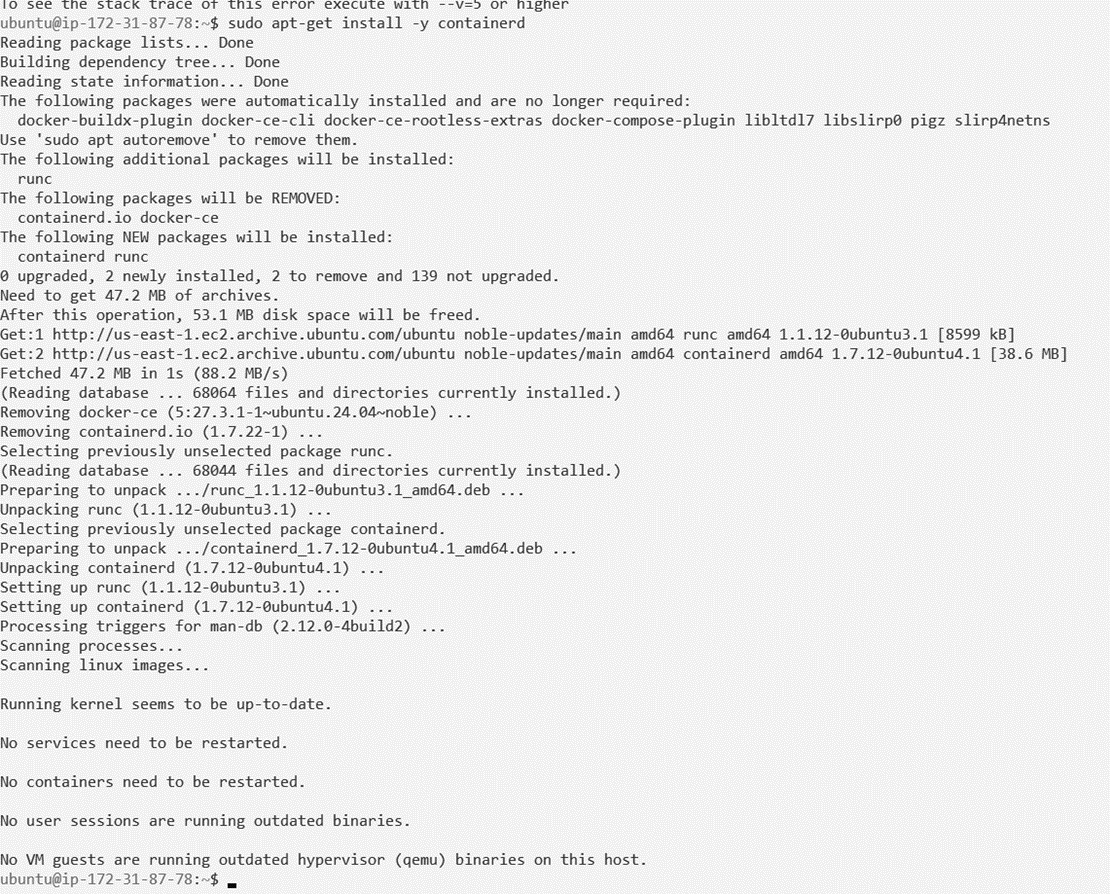 To see the stack trace of this error execute with --v=5 or higher
ubuntu@ip-172-31-87-78:~$ sudo apt-get install -y containerd
Reading package lists... Done
Building dependency tree... Done
Reading state information... Done
The following packages were automatically installed and are no longer required:
  docker-buildx-plugin docker-ce-cli docker-ce-rootless-extras docker-compose-plugin libltdl7 libslirp0 pigz slirp4netns
Use 'sudo apt autoremove' to remove them.
The following additional packages will be installed:
  runc
The following packages will be REMOVED:
  containerd.io docker-ce
The following NEW packages will be installed:
  containerd runc
0 upgraded, 2 newly installed, 2 to remove and 139 not upgraded.
Need to get 47.2 MB of archives.
After this operation, 53.1 MB disk space will be freed.
Get:1 http://us-east-1.ec2.archive.ubuntu.com/ubuntu noble-updates/main amd64 runc amd64 1.1.12-0ubuntu3.1 [8599 kB]
Get:2 http://us-east-1.ec2.archive.ubuntu.com/ubuntu noble-updates/main amd64 containerd amd64 1.7.12-0ubuntu4.1 [38.6 MB]
Fetched 47.2 MB in 1s (88.2 MB/s)
(Reading database ... 68064 files and directories currently installed.)
Removing docker-ce (5:27.3.1-1~ubuntu.24.04~noble) ...
Removing containerd.io (1.7.22-1) ...
Selecting previously unselected package runc.
(Reading database ... 68044 files and directories currently installed.)
Preparing to unpack .../runc_1.1.12-0ubuntu3.1_amd64.deb ...
Unpacking runc (1.1.12-0ubuntu3.1) ...
Selecting previously unselected package containerd.
Preparing to unpack .../containerd_1.7.12-0ubuntu4.1_amd64.deb ...
Unpacking containerd (1.7.12-0ubuntu4.1) ...
Setting up runc (1.1.12-0ubuntu3.1) ...
Setting up containerd (1.7.12-0ubuntu4.1) ...
Processing triggers for man-db (2.12.0-4build2) ...
Scanning processes...
Scanning linux images...

Running kernel seems to be up-to-date.

No services need to be restarted.

No containers need to be restarted.

No user sessions are running outdated binaries.

No VM guests are running outdated hypervisor (qemu) binaries on this host.
ubuntu@ip-172-31-87-78:~$